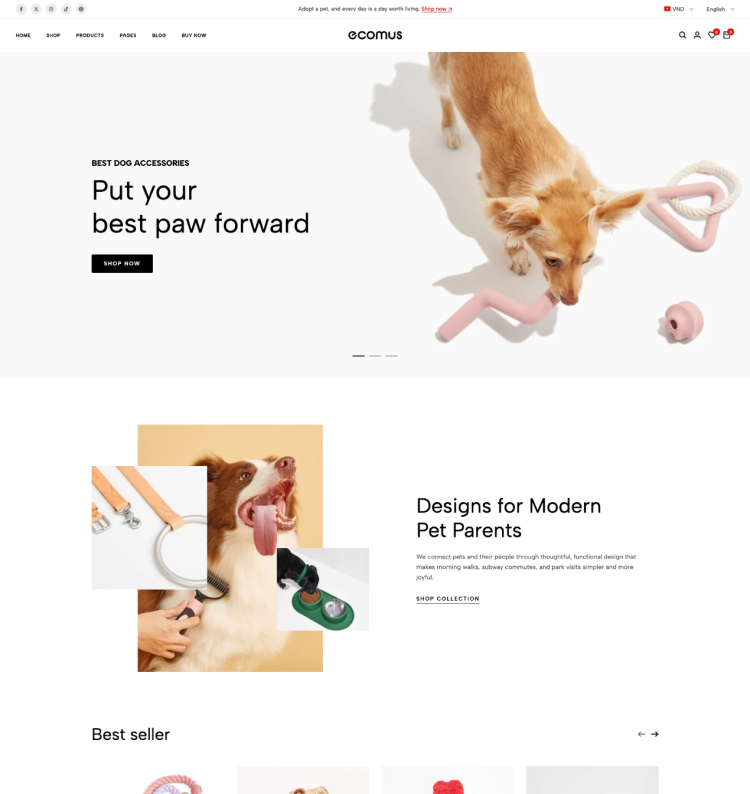 Adopt a pet, and every day is a day worth living. Shop now
VND
English
HOME
SHOP
PRODUCTS
PAGES
BLOG
BUY NOW
ecomus
0
0
BEST DOG ACCESSORIES
Put your
best paw forward
SHOP NOW
Designs for Modern
Pet Parents
We connect pets and their people through thoughtful, functional design that
makes morning walks, subway commutes, and park visits simpler and more
joyful.
SHOP COLLECTION
Best seller